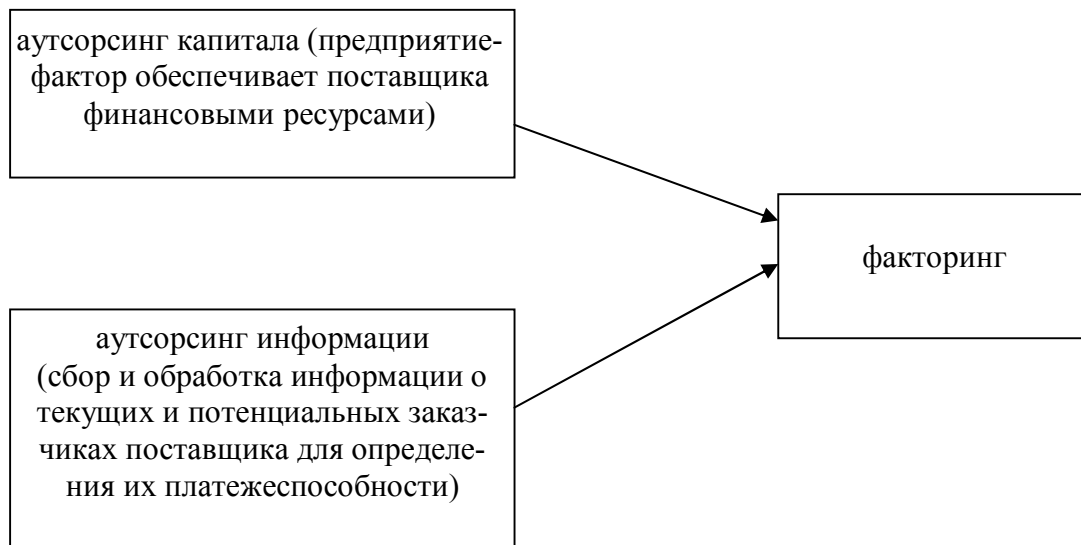 аутсорсинг капитала (предприятие-
фактор обеспечивает поставщика
финансовыми ресурсами)
факторинг
аутсорсинг информации
(сбор и обработка информации о
текущих и потенциальных заказ-
чиках поставщика для определе-
ния их платежеспособности)